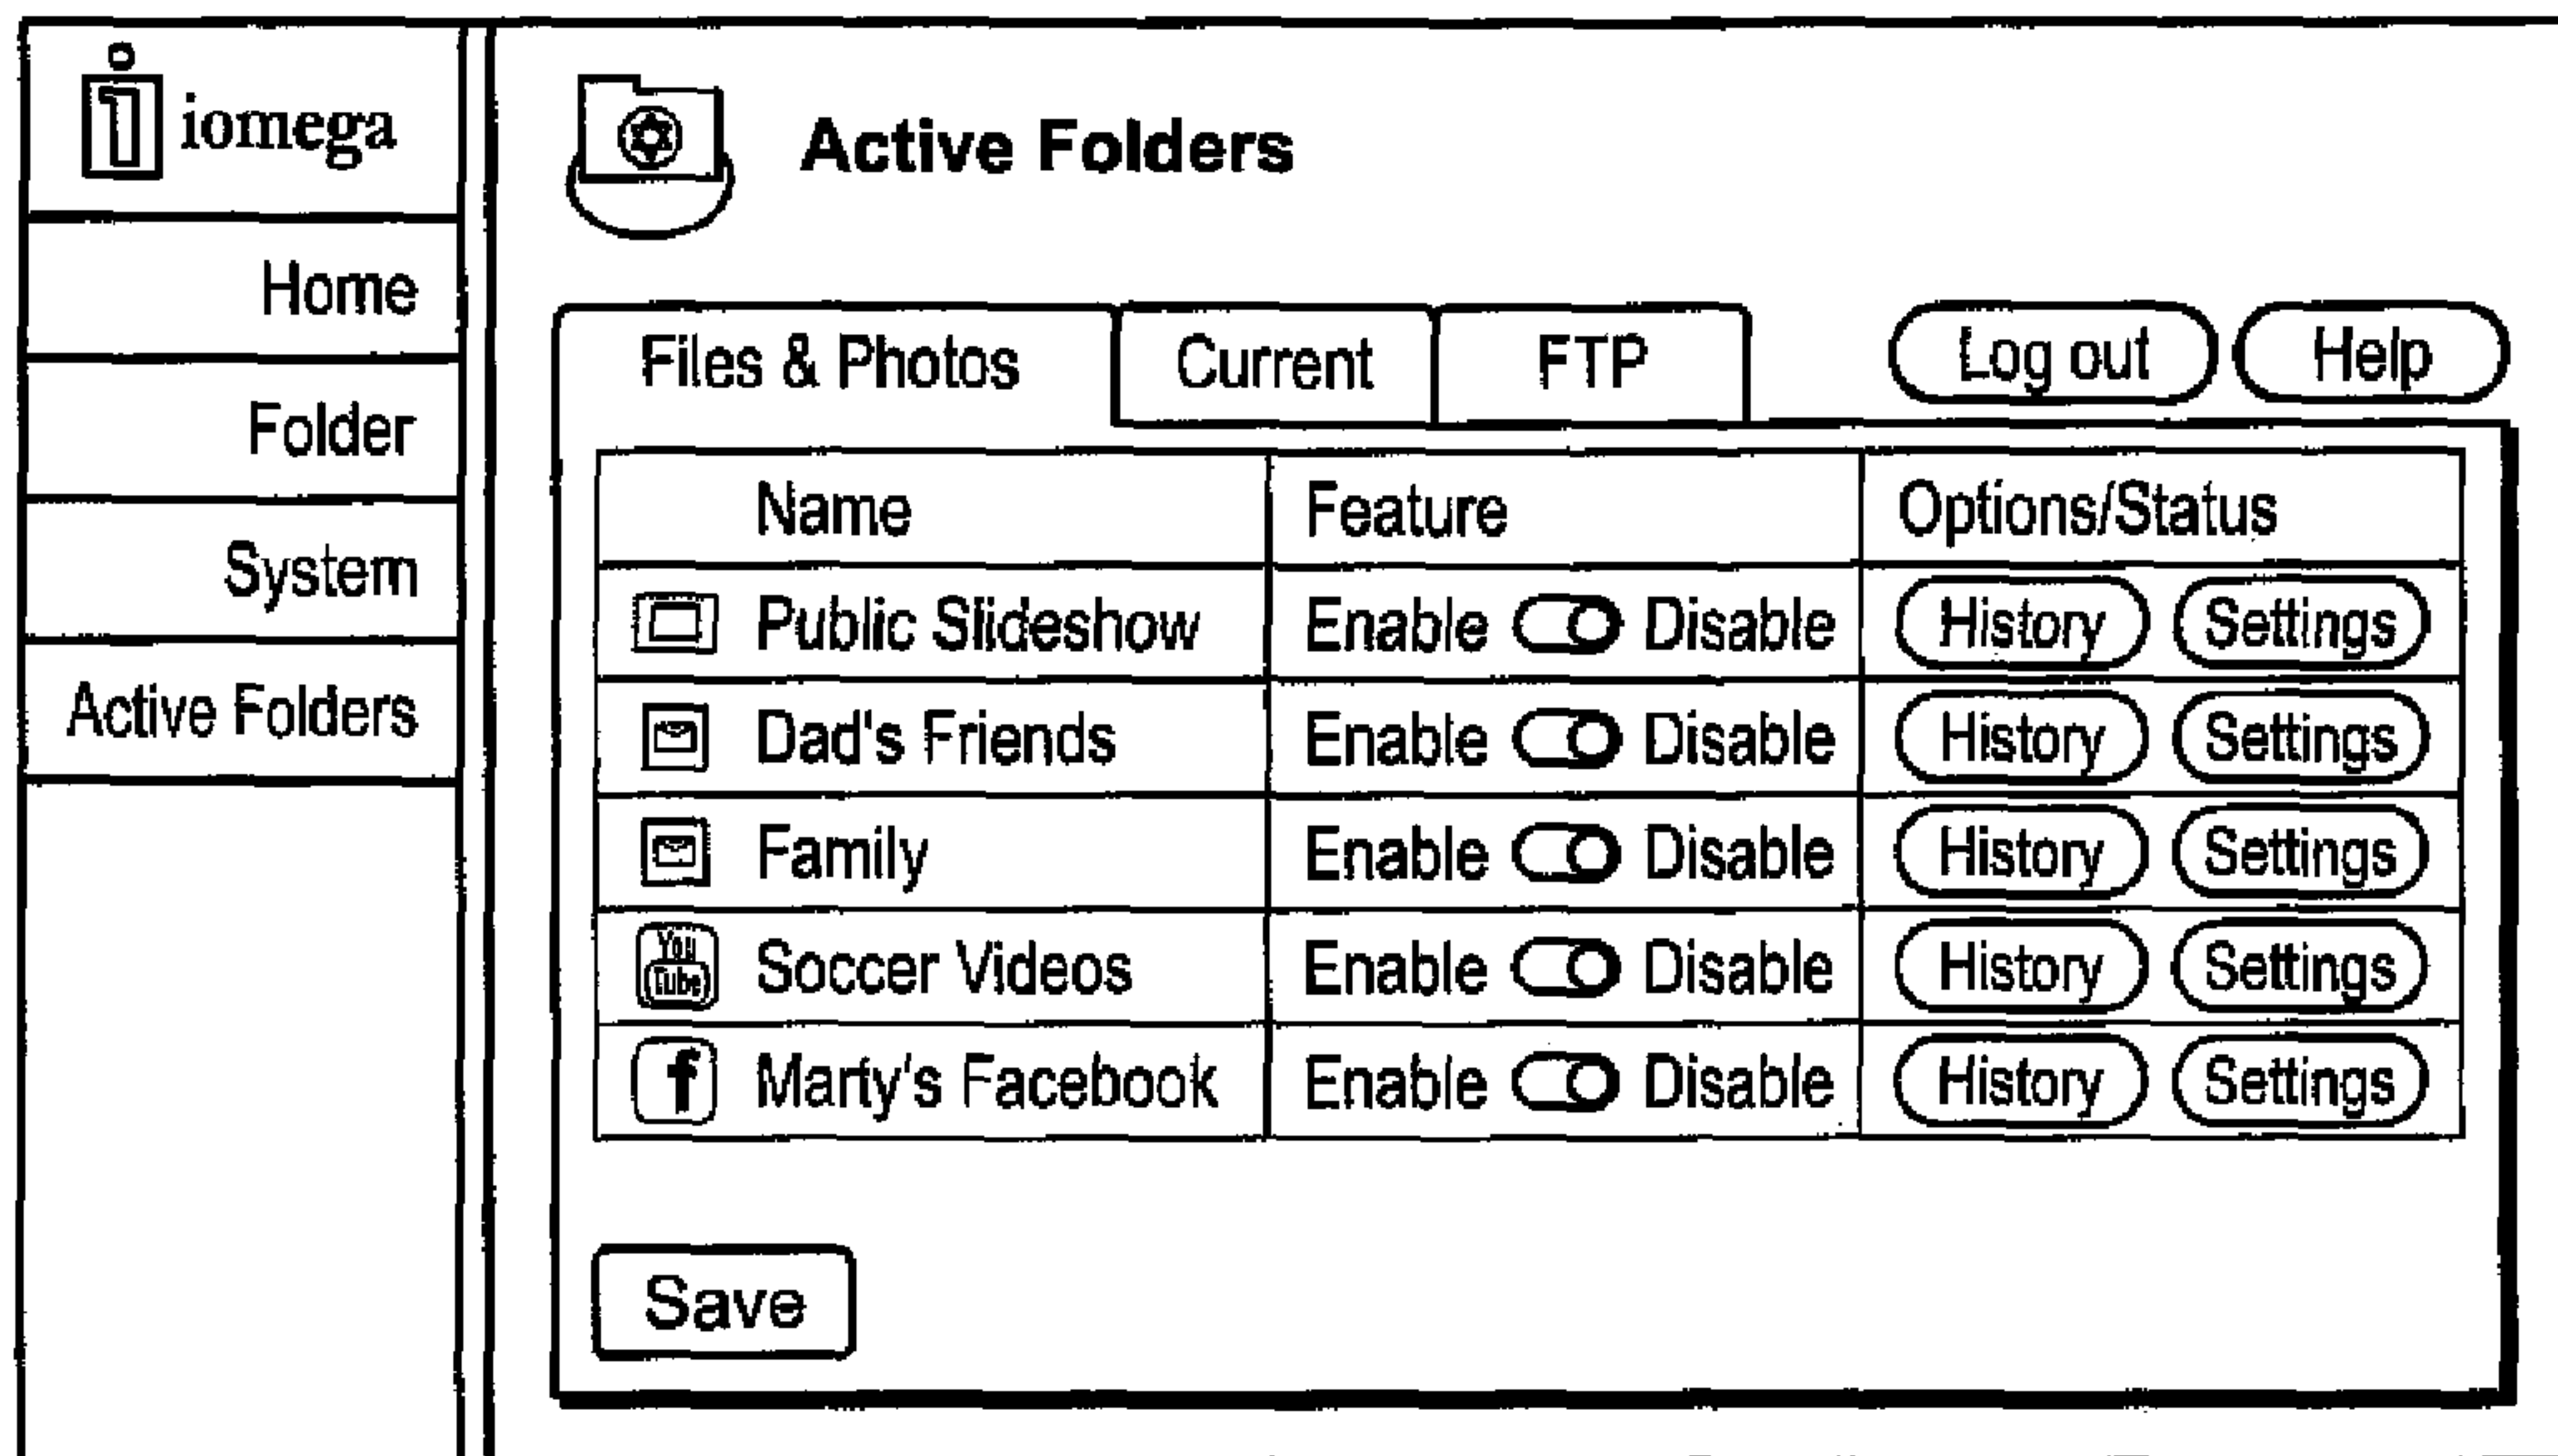 iomega
Home
Folder
System
Active Folders
Active Folders
Files & Photos Current FTP Log out Help
Name Feature Options/Status
Public Slideshow Enable Disable History Settings
Dad's Friends Enable Disable History Settings
Family Enable Disable History Settings
You Tube Soccer Videos Enable Disable History Settings
f Marty's Facebook Enable Disable History Settings
Save